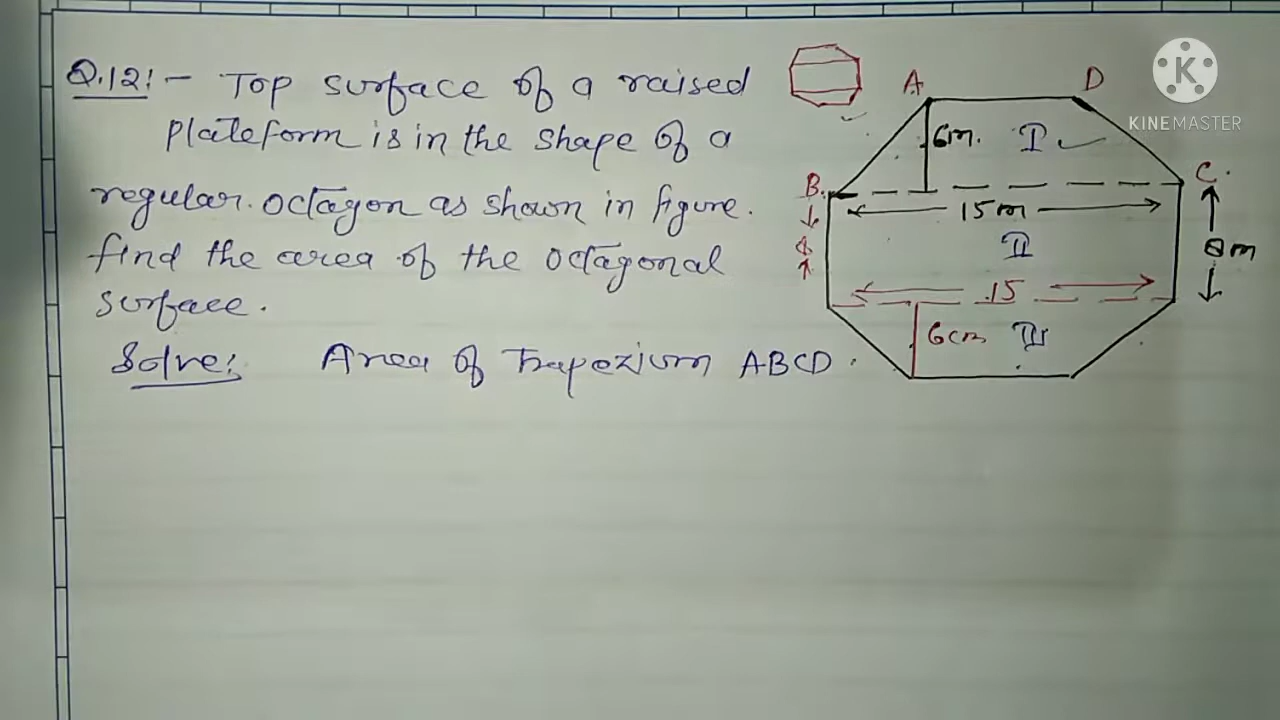 Q.12:- Top surface of a raised
plateform is in the shape of a
regular. octagon as shown in figure.
find the area of the octagonal
surface.
Solve: Area of Trapezium ABCD.
A D
6m. I
B. C.
15m
II
8m
15
6cm III
K
KINEMASTER